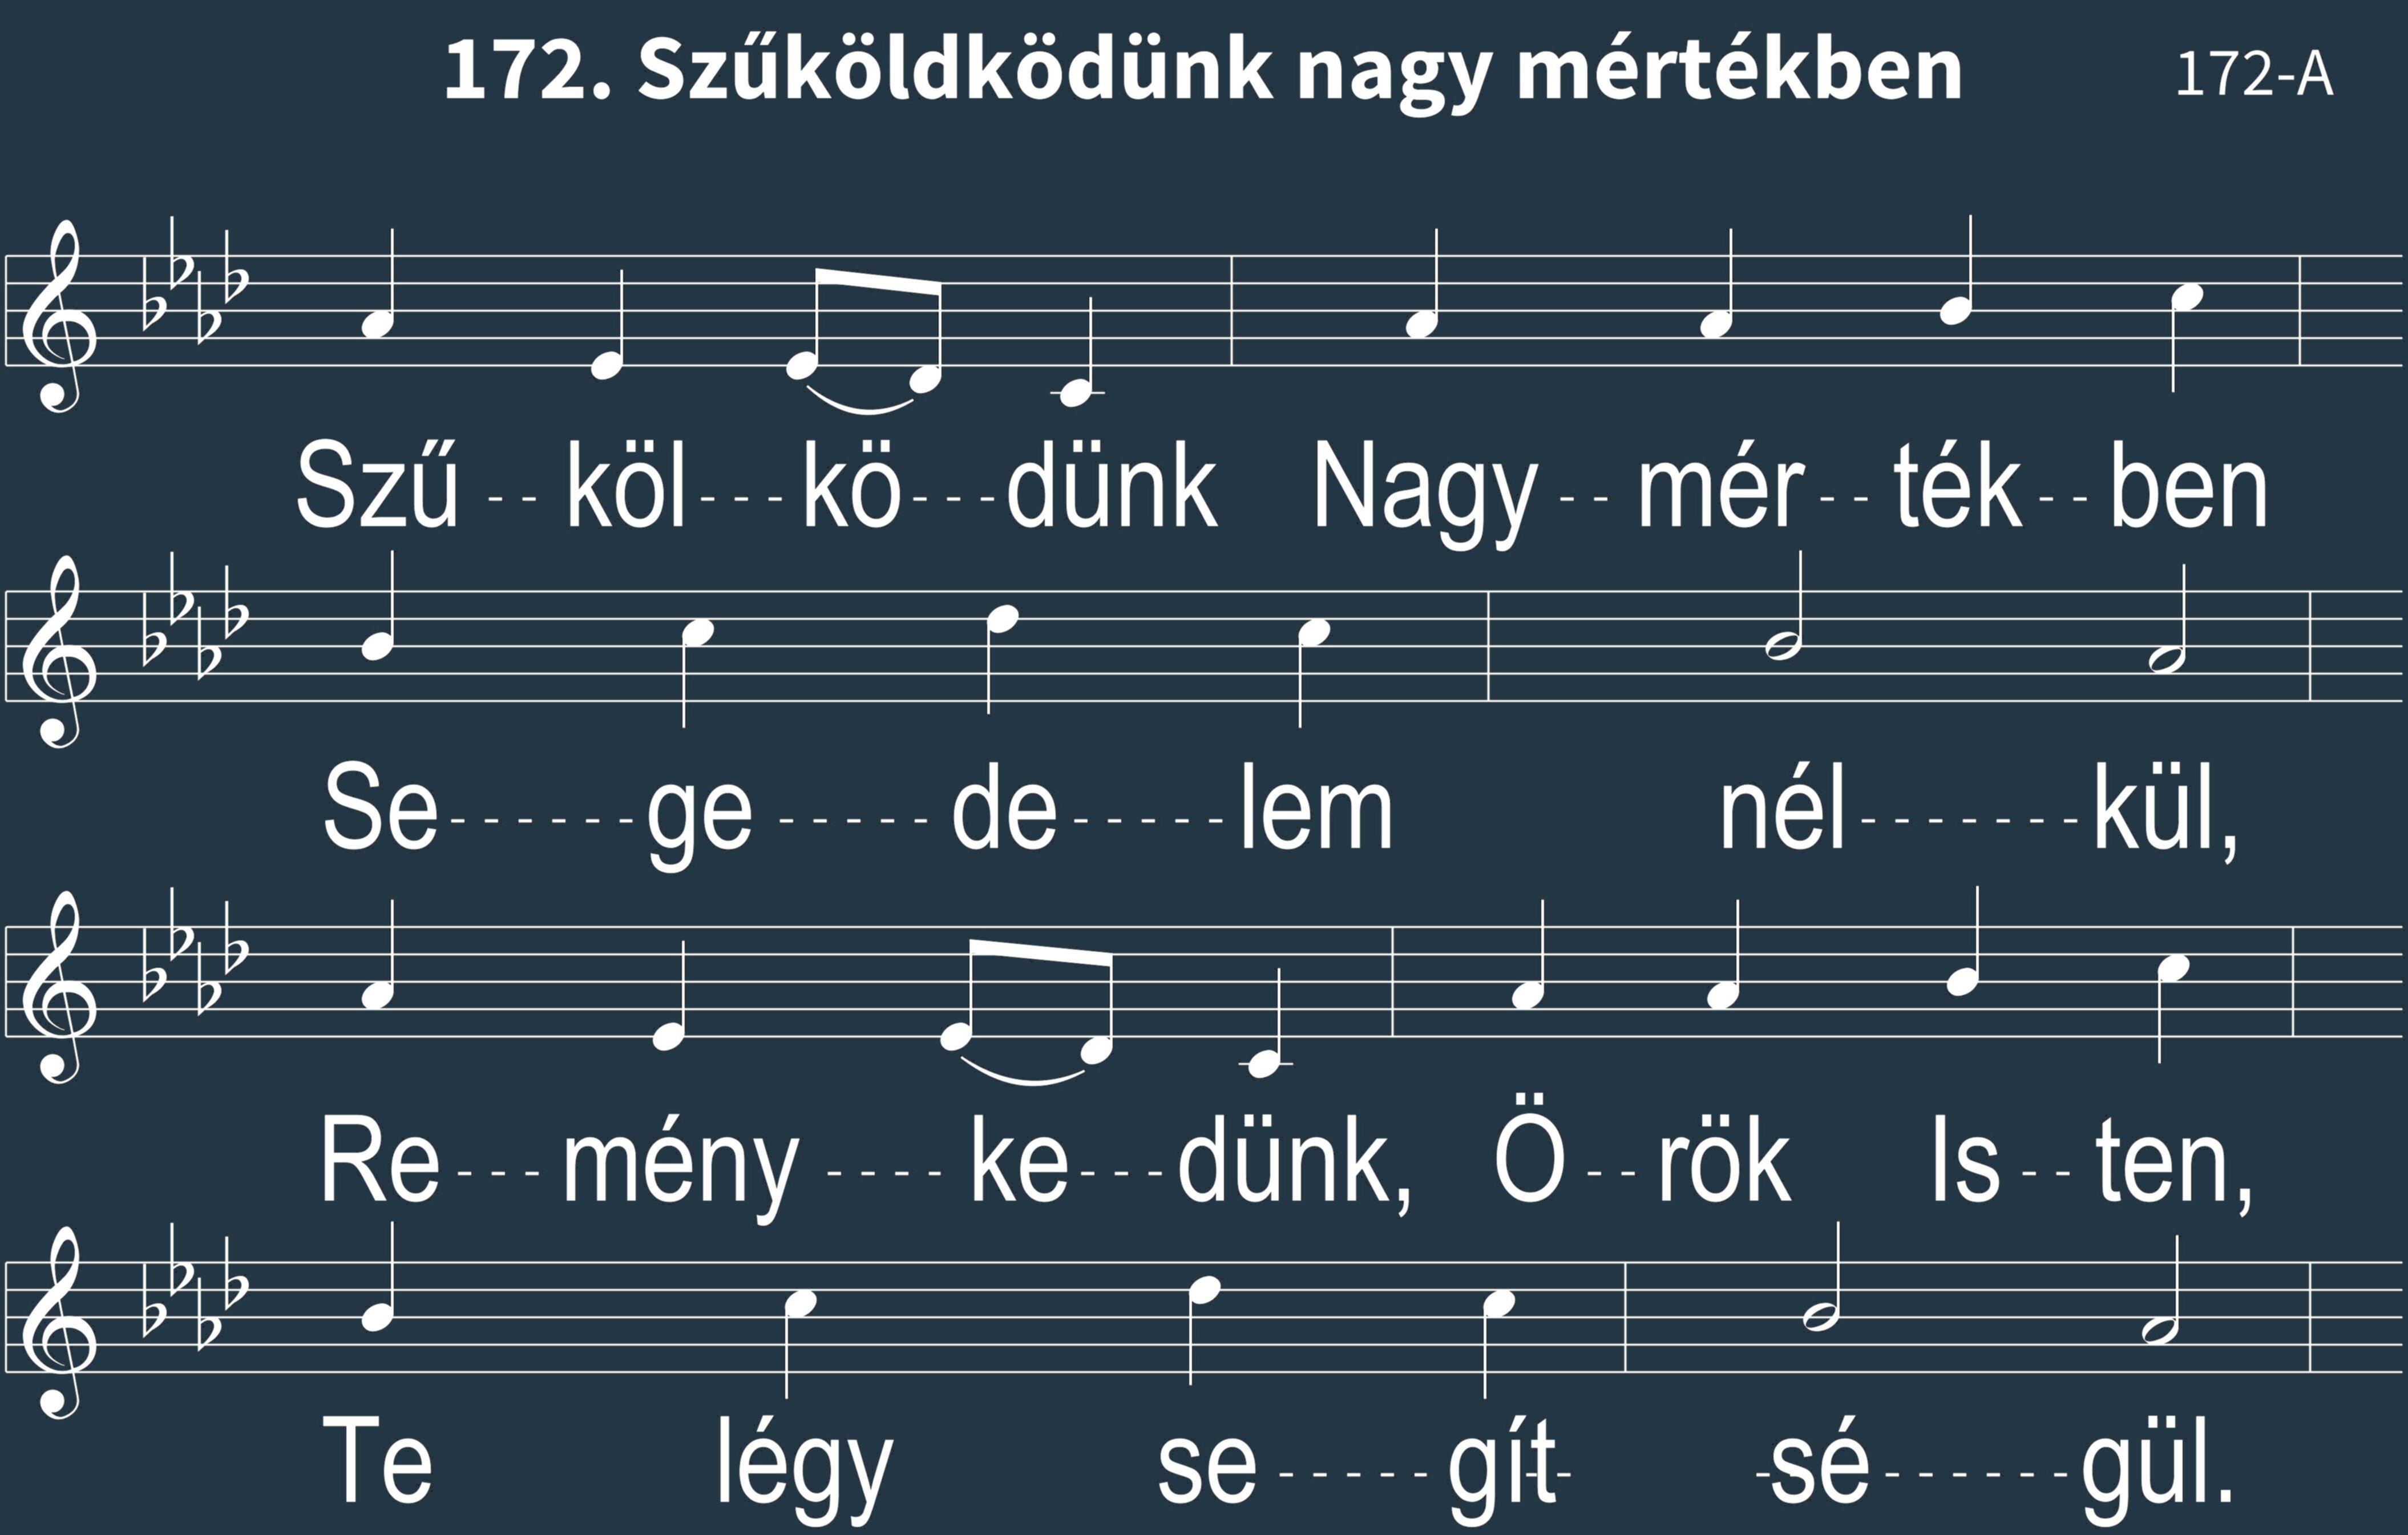 172. Szűköldködünk nagy mértékben 172-A
Szű -- köl --- kö --- dünk Nagy -- mér -- ték -- ben
Se ------ ge ----- de ----- lem nél ------- kül,
Re --- mény ---- ke --- dünk, Ö -- rök Is -- ten,
Te légy se ----- gít- -sé ------ gül.